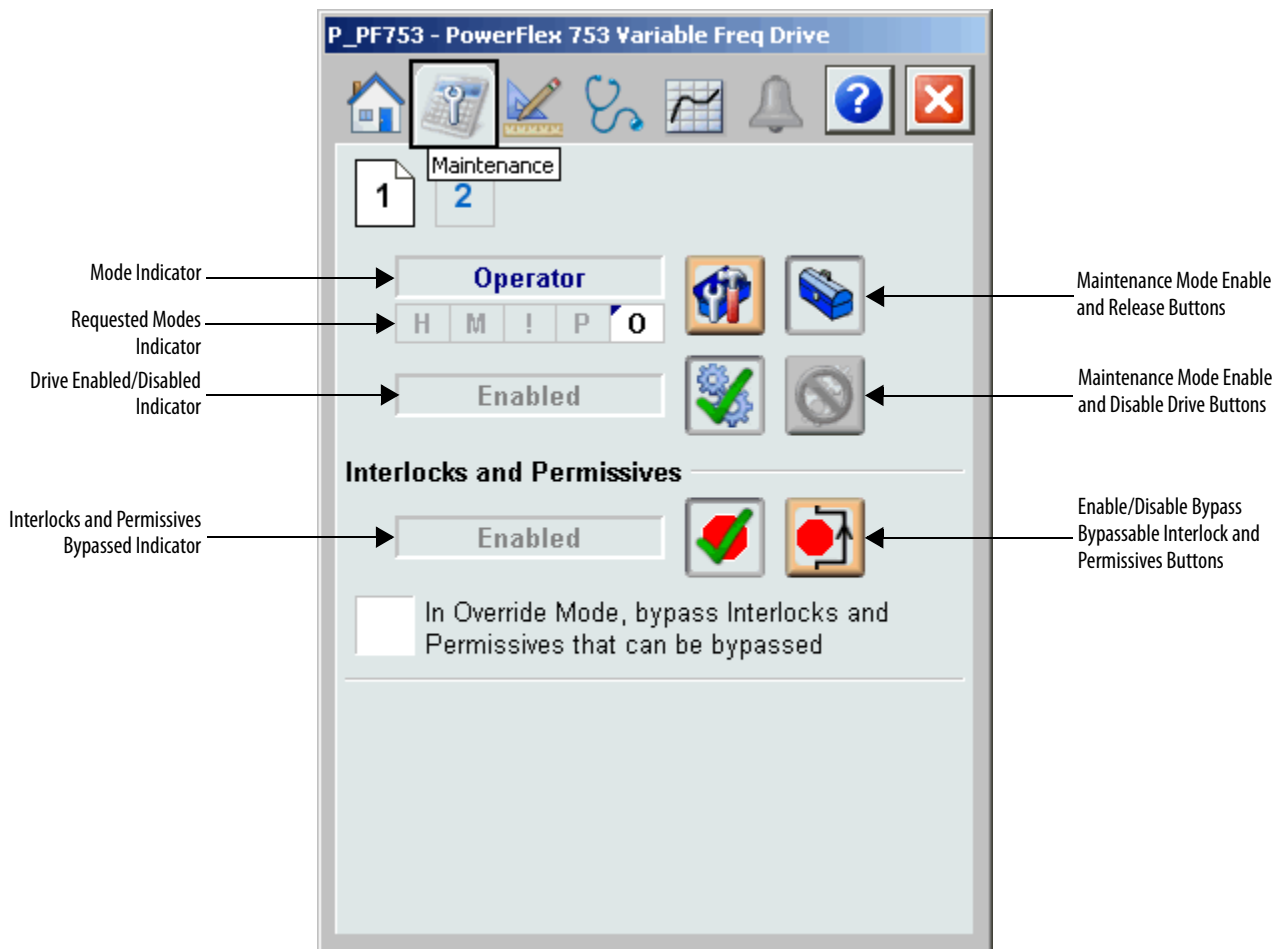 P_PF753 - PowerFlex 753 Variable Freq Drive
?
Maintenance
1
2
Mode Indicator
Operator
Maintenance Mode Enable
and Release Buttons
Requested Modes
Indicator
H M ! P O
Drive Enabled/Disabled
Indicator
Enabled
Maintenance Mode Enable
and Disable Drive Buttons
Interlocks and Permissives
Interlocks and Permissives
Bypassed Indicator
Enabled
Enable/Disable Bypass
Bypassable Interlock and
Permissives Buttons
In Override Mode, bypass Interlocks and
Permissives that can be bypassed